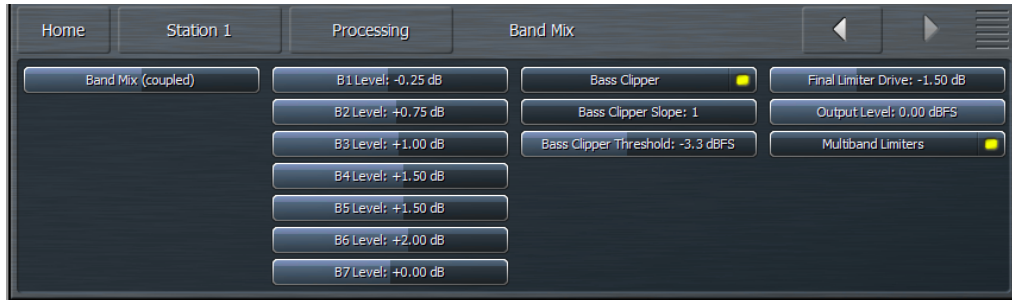 Home
Station 1
Processing
Band Mix
Band Mix (coupled)
B1 Level: -0.25 dB
B2 Level: +0.75 dB
B3 Level: +1.00 dB
B4 Level: +1.50 dB
B5 Level: +1.50 dB
B6 Level: +2.00 dB
B7 Level: +0.00 dB
Bass Clipper
Bass Clipper Slope: 1
Bass Clipper Threshold: -3.3 dBFS
Final Limiter Drive: -1.50 dB
Output Level: 0.00 dBFS
Multiband Limiters